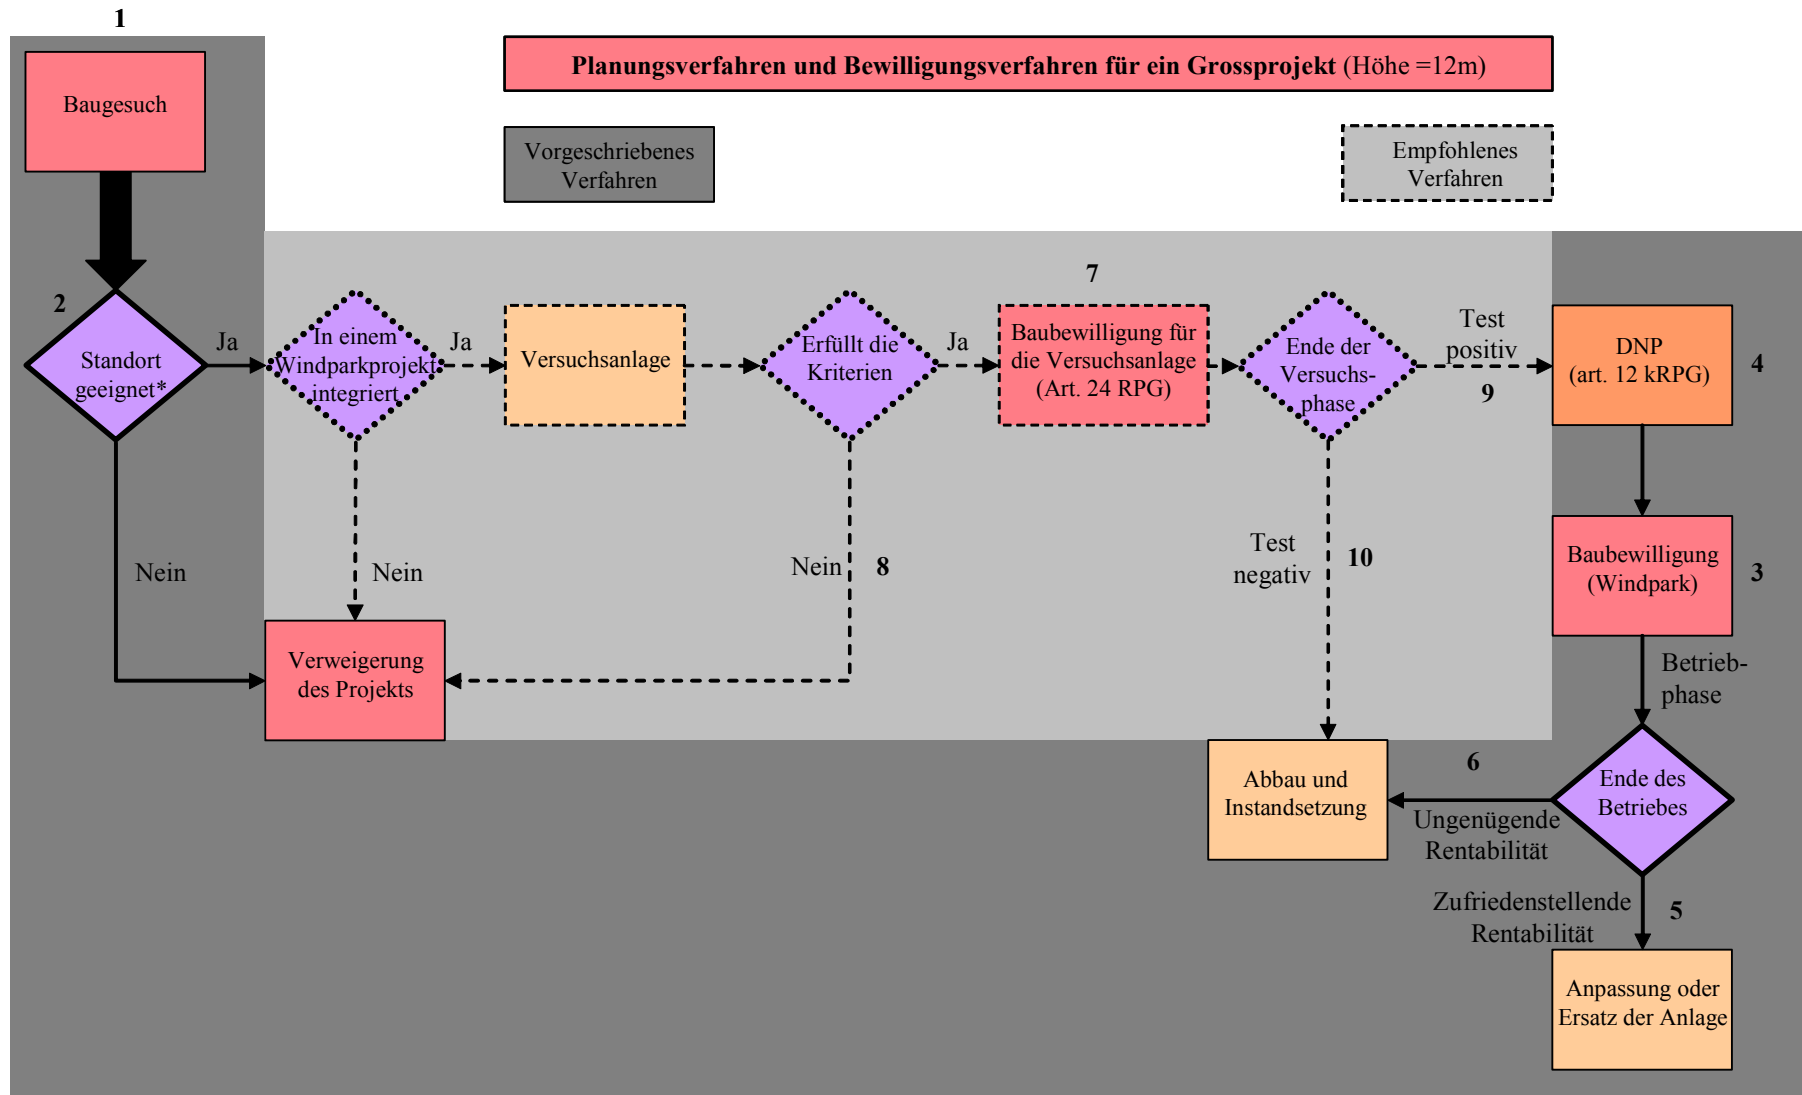 1
Planungsverfahren und Bewilligungsverfahren für ein Grossprojekt (Höhe =12m)
Baugesuch
Vorgeschriebenes
Verfahren
Empfohlenes
Verfahren
2
Standort
geeignet*
Ja
In einem
Windparkprojekt
integriert
Ja
Versuchsanlage
Erfüllt die
Kriterien
Ja
7
Baubewilligung für
die Versuchsanlage
(Art. 24 RPG)
Ende der
Versuchs-
phase
Test
positiv
9
DNP
(art. 12 kRPG)
4
Nein
Nein
Nein
8
Test
negativ
10
Baubewilligung
(Windpark)
3
Verweigerung
des Projekts
Betrieb-
phase
Abbau und
Instandsetzung
6
Ungenügende
Rentabilität
Ende des
Betriebes
Zufriedenstellende
Rentabilität
5
Anpassung oder
Ersatz der Anlage